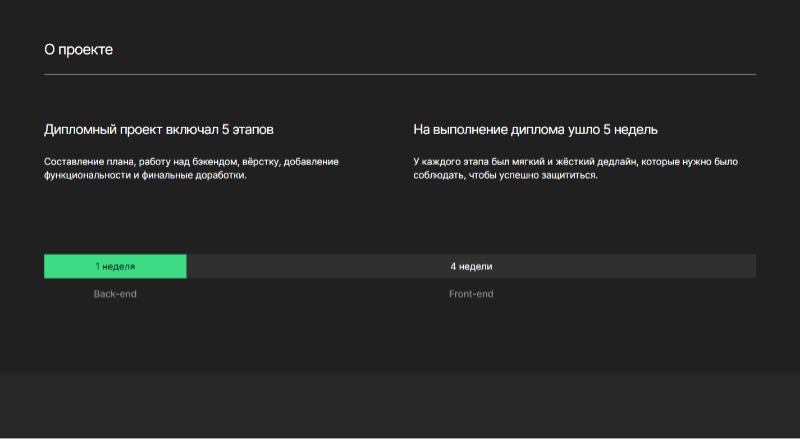 О проекте
Дипломный проект включал 5 этапов
Составление плана, работу над бэкендом, вёрстку, добавление
функциональности и финальные доработки.
На выполнение диплома ушло 5 недель
У каждого этапа был мягкий и жёсткий дедлайн, которые нужно было
соблюдать, чтобы успешно защититься.
1 неделя
4 недели
Back-end
Front-end